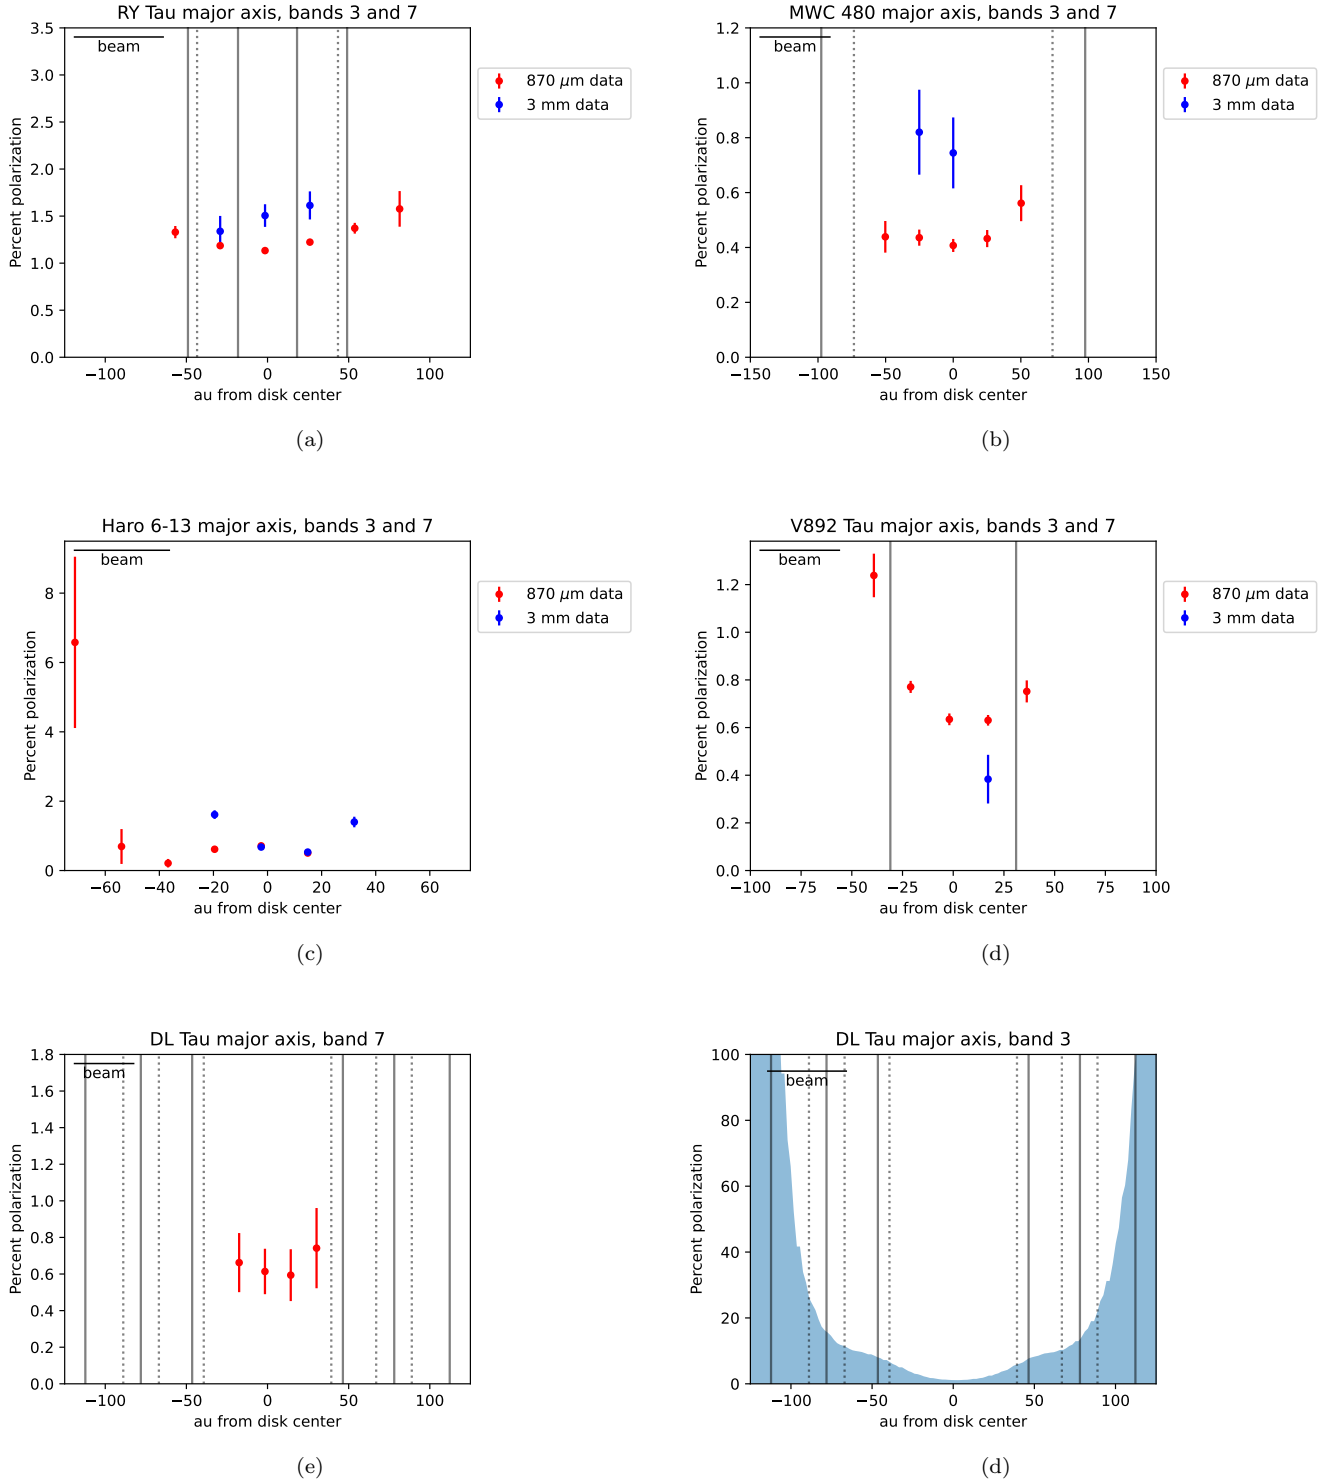 RY Tau major axis, bands 3 and 7
3.5
3.0
2.5
2.0
1.5
1.0
0.5
0.0
Percent polarization
beam
−100 −50 0 50 100
au from disk center
870 μm data
3 mm data
(a)
MWC 480 major axis, bands 3 and 7
1.2
1.0
0.8
0.6
0.4
0.2
0.0
Percent polarization
beam
−150 −100 −50 0 50 100 150
au from disk center
870 μm data
3 mm data
(b)
Haro 6-13 major axis, bands 3 and 7
8
6
4
2
0
Percent polarization
beam
−60 −40 −20 0 20 40 60
au from disk center
870 μm data
3 mm data
(c)
V892 Tau major axis, bands 3 and 7
1.2
1.0
0.8
0.6
0.4
0.2
0.0
Percent polarization
beam
−100 −75 −50 −25 0 25 50 75 100
au from disk center
870 μm data
3 mm data
(d)
DL Tau major axis, band 7
1.8
1.6
1.4
1.2
1.0
0.8
0.6
0.4
0.2
0.0
Percent polarization
beam
−100 −50 0 50 100
au from disk center
(e)
DL Tau major axis, band 3
100
80
60
40
20
0
Percent polarization
beam
−100 −50 0 50 100
au from disk center
(d)